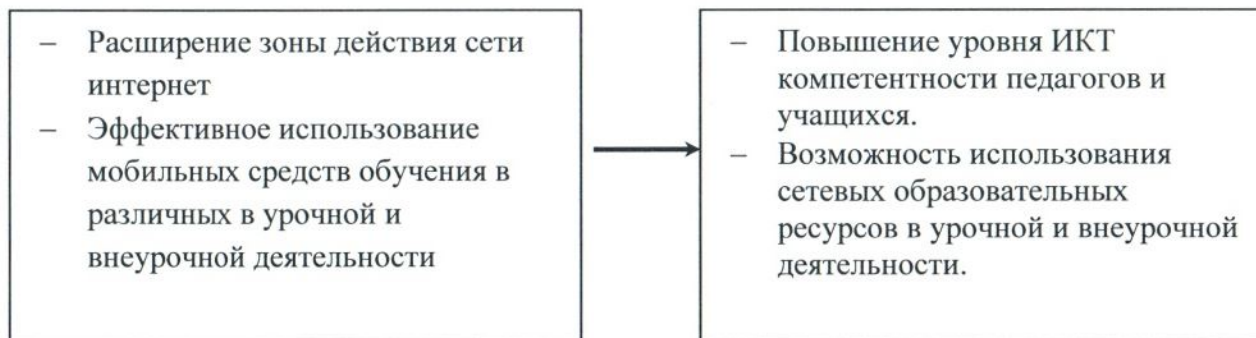 – Расширение зоны действия сети
интернет
– Эффективное использование
мобильных средств обучения в
различных в урочной и
внеурочной деятельности
– Повышение уровня ИКТ
компетентности педагогов и
учащихся.
– Возможность использования
сетевых образовательных
ресурсов в урочной и внеурочной
деятельности.